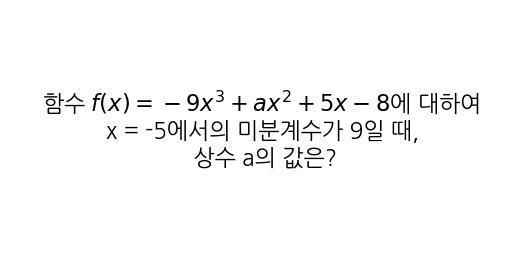 함수 f(x) = − 9x³ + ax² + 5x − 8에 대하여
x = -5에서의 미분계수가 9일 때,
상수 a의 값은?